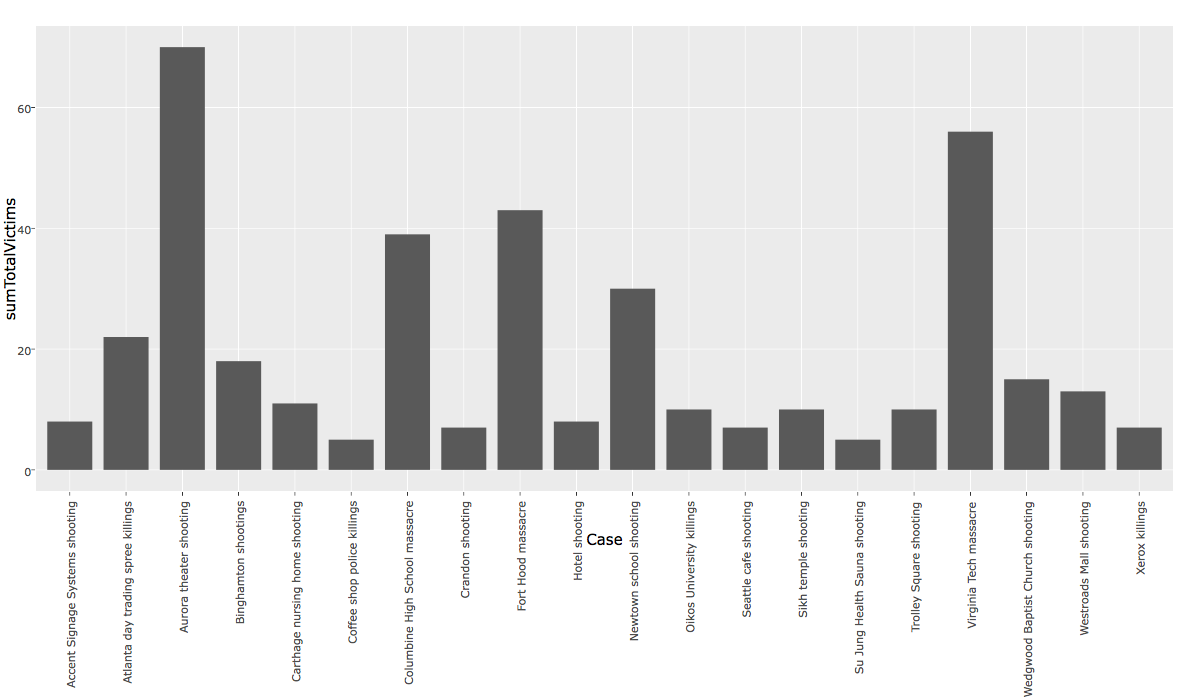 sumTotalVictims
60
40
20
0
Accent Signage Systems shooting
Atlanta day trading spree killings
Aurora theater shooting
Binghamton shootings
Carthage nursing home shooting
Coffee shop police killings
Columbine High School massacre
Crandon shooting
Fort Hood massacre
Hotel shooting
Newtown school shooting
Oikos University killings
Seattle cafe shooting
Sikh temple shooting
Su Jung Health Sauna shooting
Trolley Square shooting
Virginia Tech massacre
Wedgwood Baptist Church shooting
Westroads Mall shooting
Xerox killings
Case